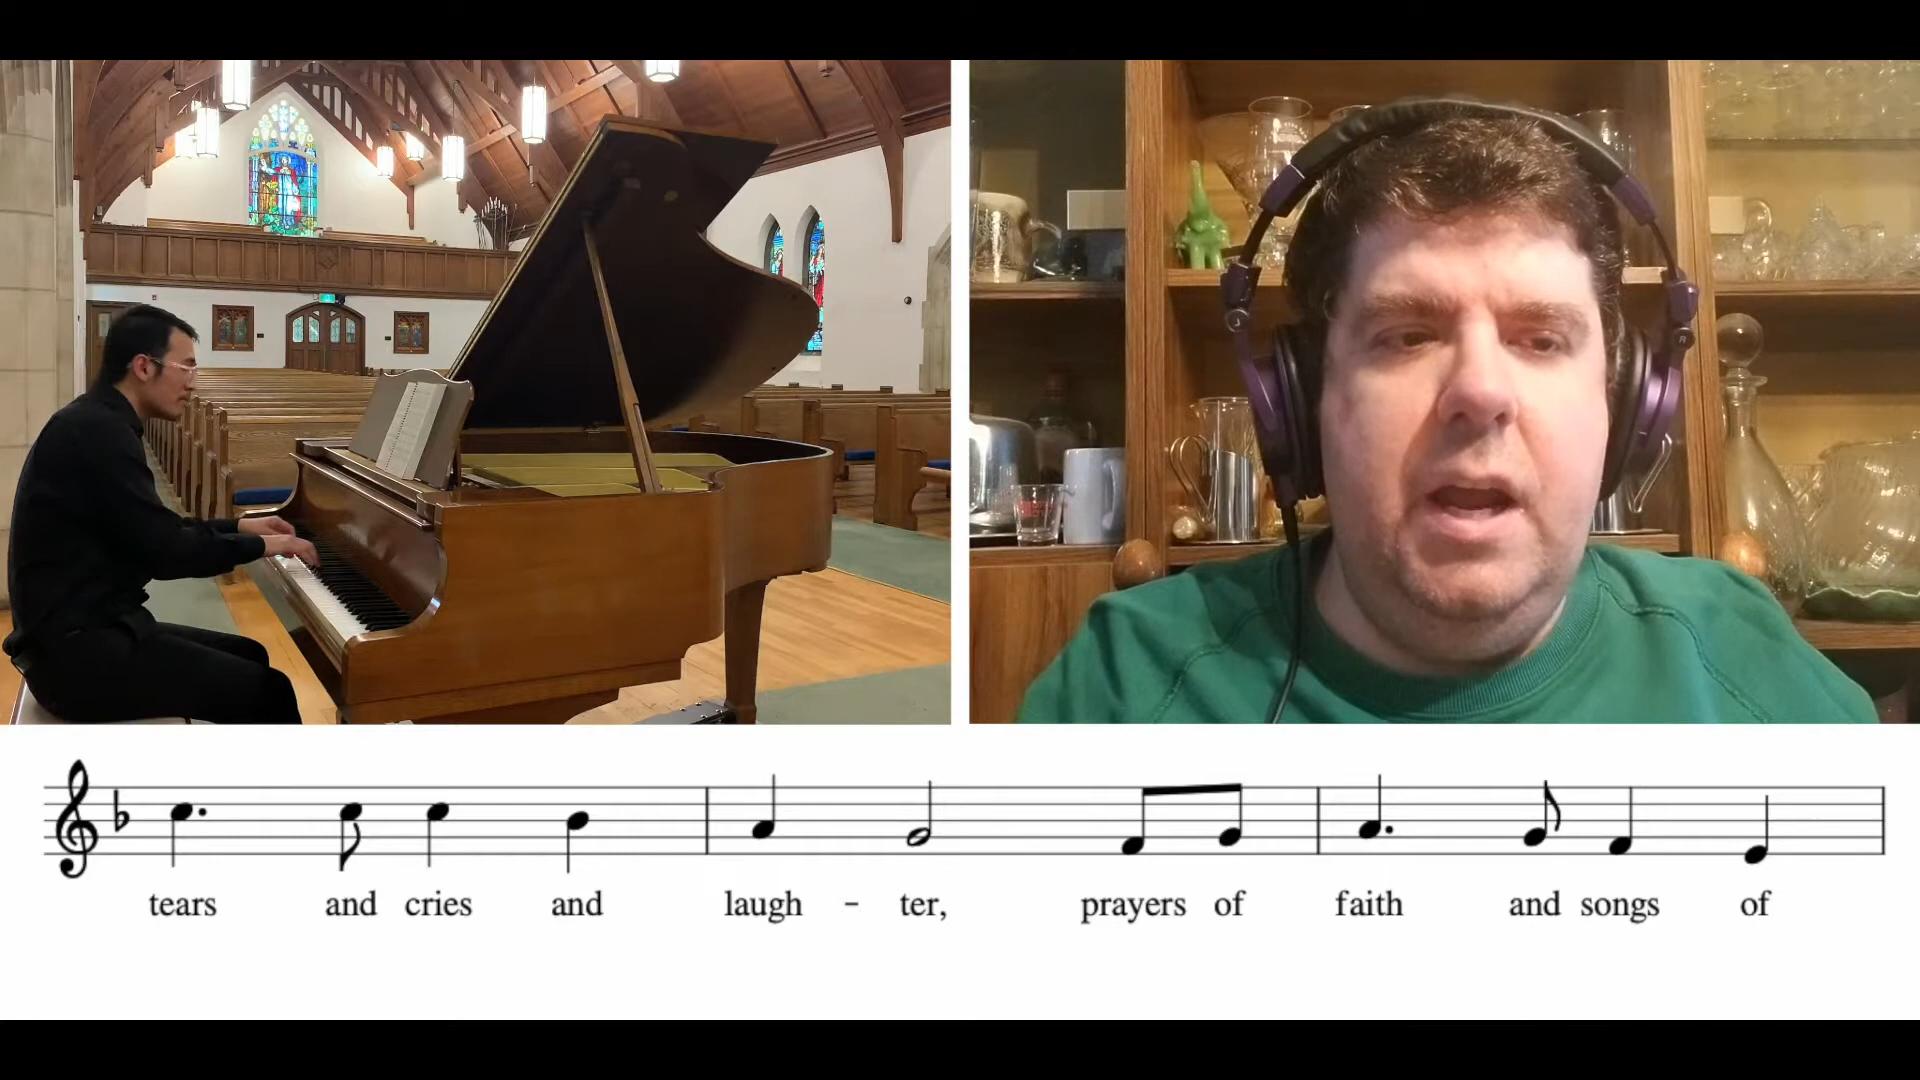 tears and cries and laugh - ter, prayers of faith and songs of